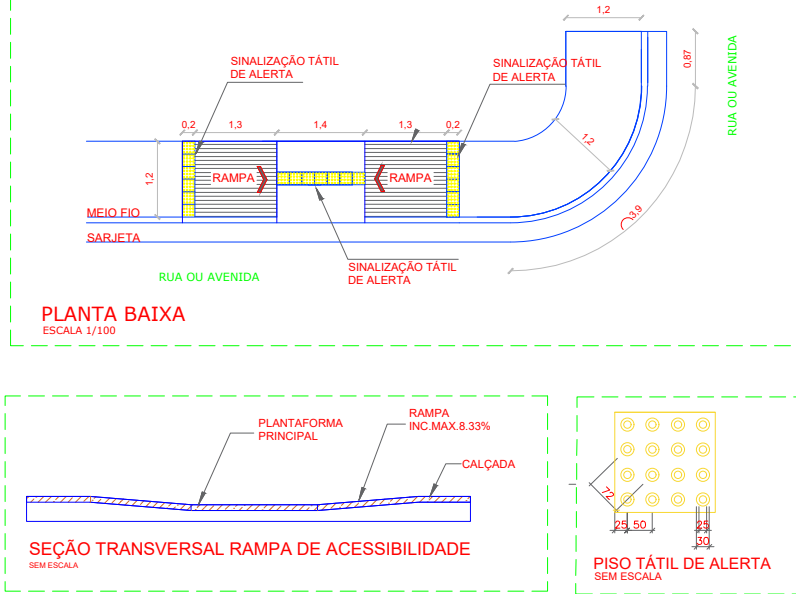 1,2
SINALIZAÇÃO TÁTIL
DE ALERTA
SINALIZAÇÃO TÁTIL
DE ALERTA
0,87
RUA OU AVENIDA
0,2
1,3
1,4
1,3
0,2
1,2
1,2
RAMPA
RAMPA
MEIO FIO
3,9
SARJETA
SINALIZAÇÃO TÁTIL
DE ALERTA
RUA OU AVENIDA
PLANTA BAIXA
ESCALA 1/100
PLANTAFORMA
PRINCIPAL
RAMPA
INC.MAX.8.33%
CALÇADA
SEÇÃO TRANSVERSAL RAMPA DE ACESSIBILIDADE
SEM ESCALA
72
25
50
25
30
PISO TÁTIL DE ALERTA
SEM ESCALA